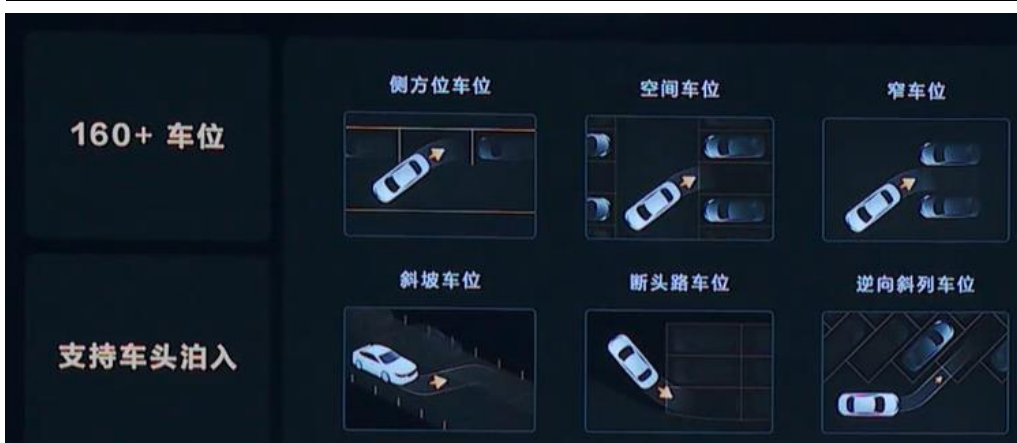 160+ 车位
支持车头泊入
侧方位车位
空间车位
窄车位
斜坡车位
断头路车位
逆向斜列车位